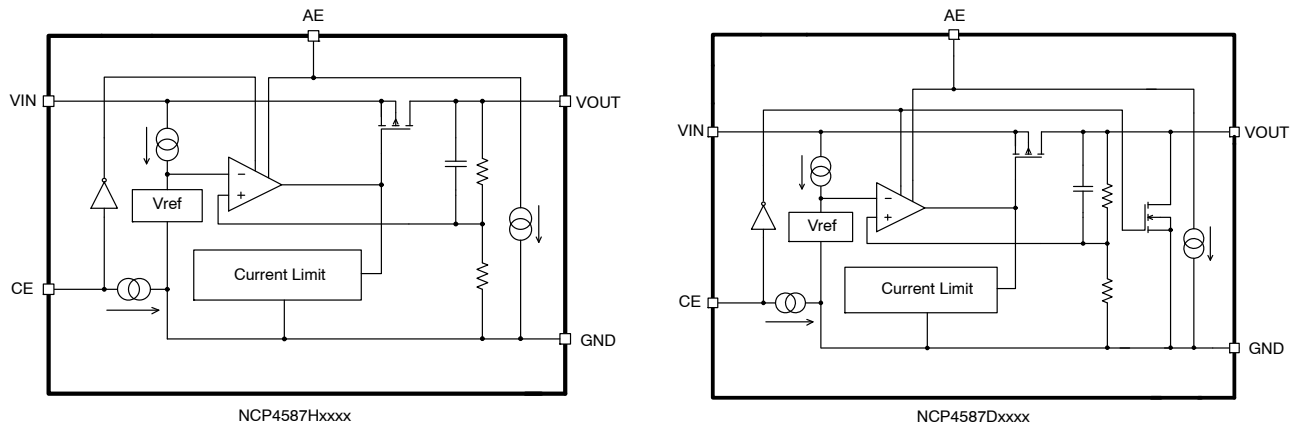 AE
VIN
VOUT
−
+
Vref
Current Limit
CE
GND
NCP4587Hxxxx
AE
VIN
VOUT
−
+
Vref
Current Limit
CE
GND
NCP4587Dxxxx